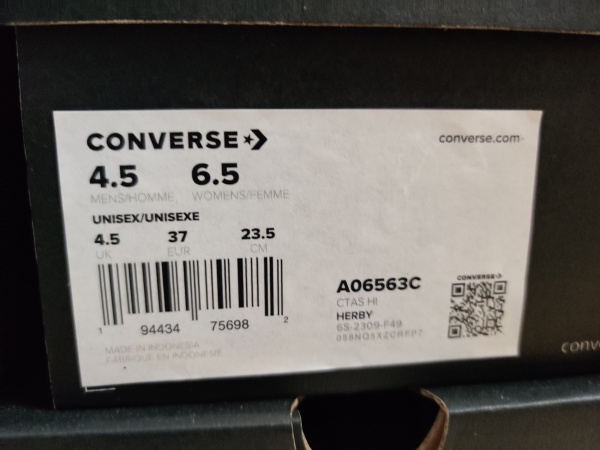 CONVERSE
converse.com
4.5 6.5
MENS/HOMME WOMENS/FEMME
UNISEX/UNISEXE
4.5 37 23.5
UK EUR CM
1 94434 75698 2
MADE IN INDONESIA
FABRIQUÉ EN INDONÉSIE
CONVERSE
A06563C
CTAS HI
HERBY
6S-2309-F49
conv